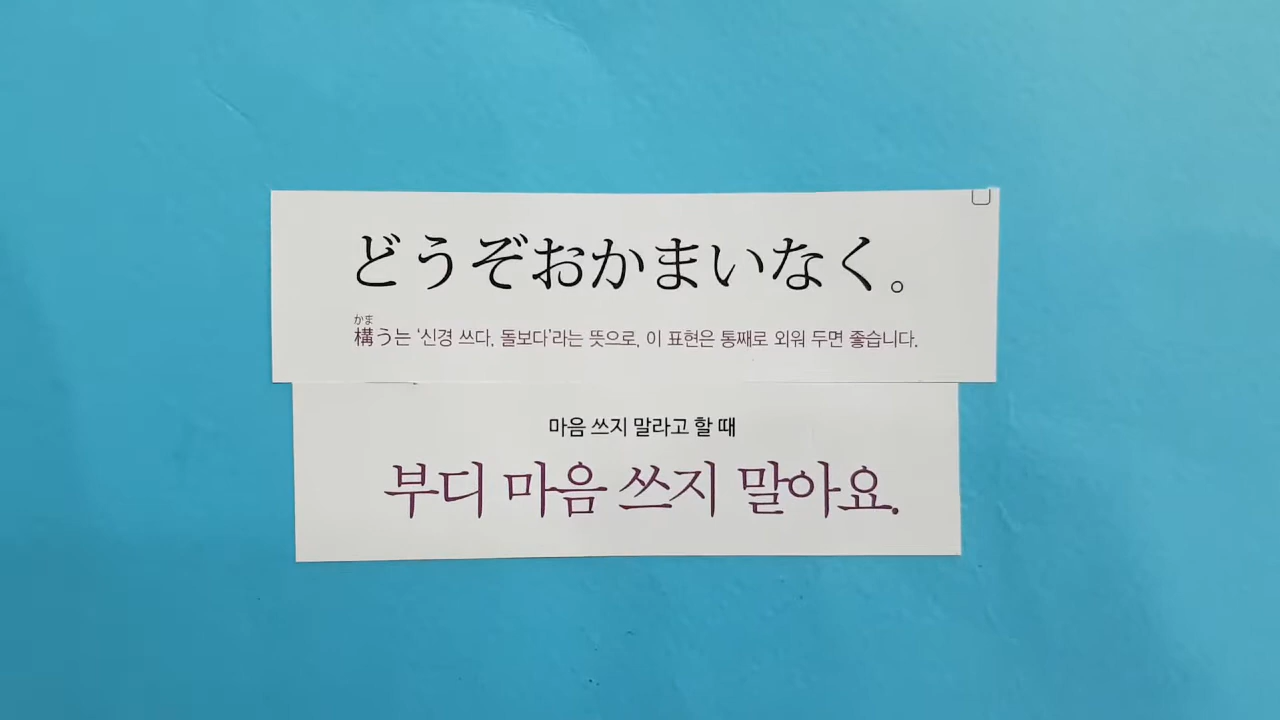 どうぞおかまいなく。
かま
構うは '신경 쓰다, 돌보다'라는 뜻으로, 이 표현은 통째로 외워 두면 좋습니다.
마음 쓰지 말라고 할 때
부디 마음 쓰지 말아요.